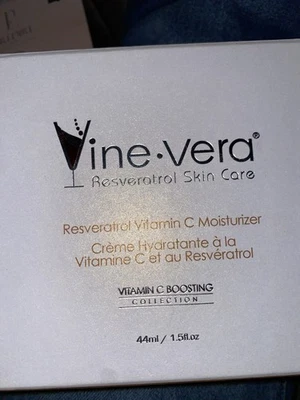 Vine·vera®
Resveratrol Skin Care
Resveratrol Vitamin C Moisturizer
Crème Hydratante à la
Vitamine C et au Resvératrol
VITAMIN C BOOSTING
COLLECTION
44ml / 1.5fl.oz